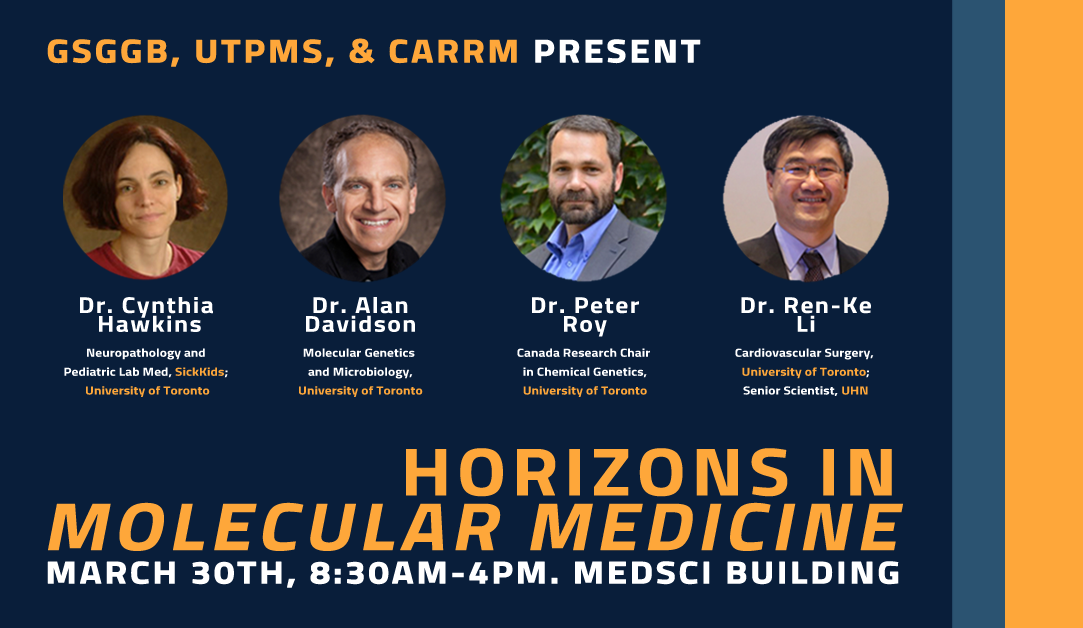 GSGGB, UTPMS, & CARRM PRESENT
Dr. Cynthia
Hawkins
Neuropathology and
Pediatric Lab Med, SickKids;
University of Toronto
Dr. Alan
Davidson
Molecular Genetics
and Microbiology,
University of Toronto
Dr. Peter
Roy
Canada Research Chair
in Chemical Genetics,
University of Toronto
Dr. Ren-Ke
Li
Cardiovascular Surgery,
University of Toronto;
Senior Scientist, UHN
HORIZONS IN
MOLECULAR MEDICINE
MARCH 30TH, 8:30AM-4PM. MEDSCI BUILDING